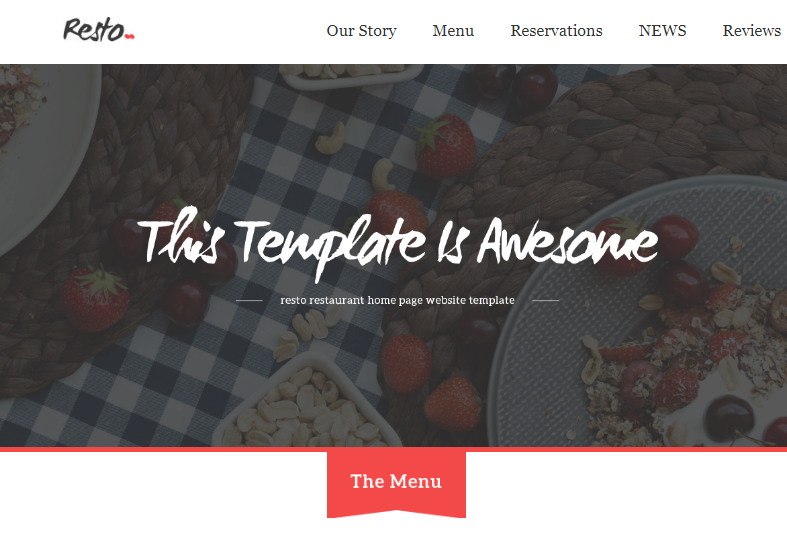 Resto
Our Story Menu Reservations NEWS Reviews
This Template Is Awesome
resto restaurant home page website template
The Menu